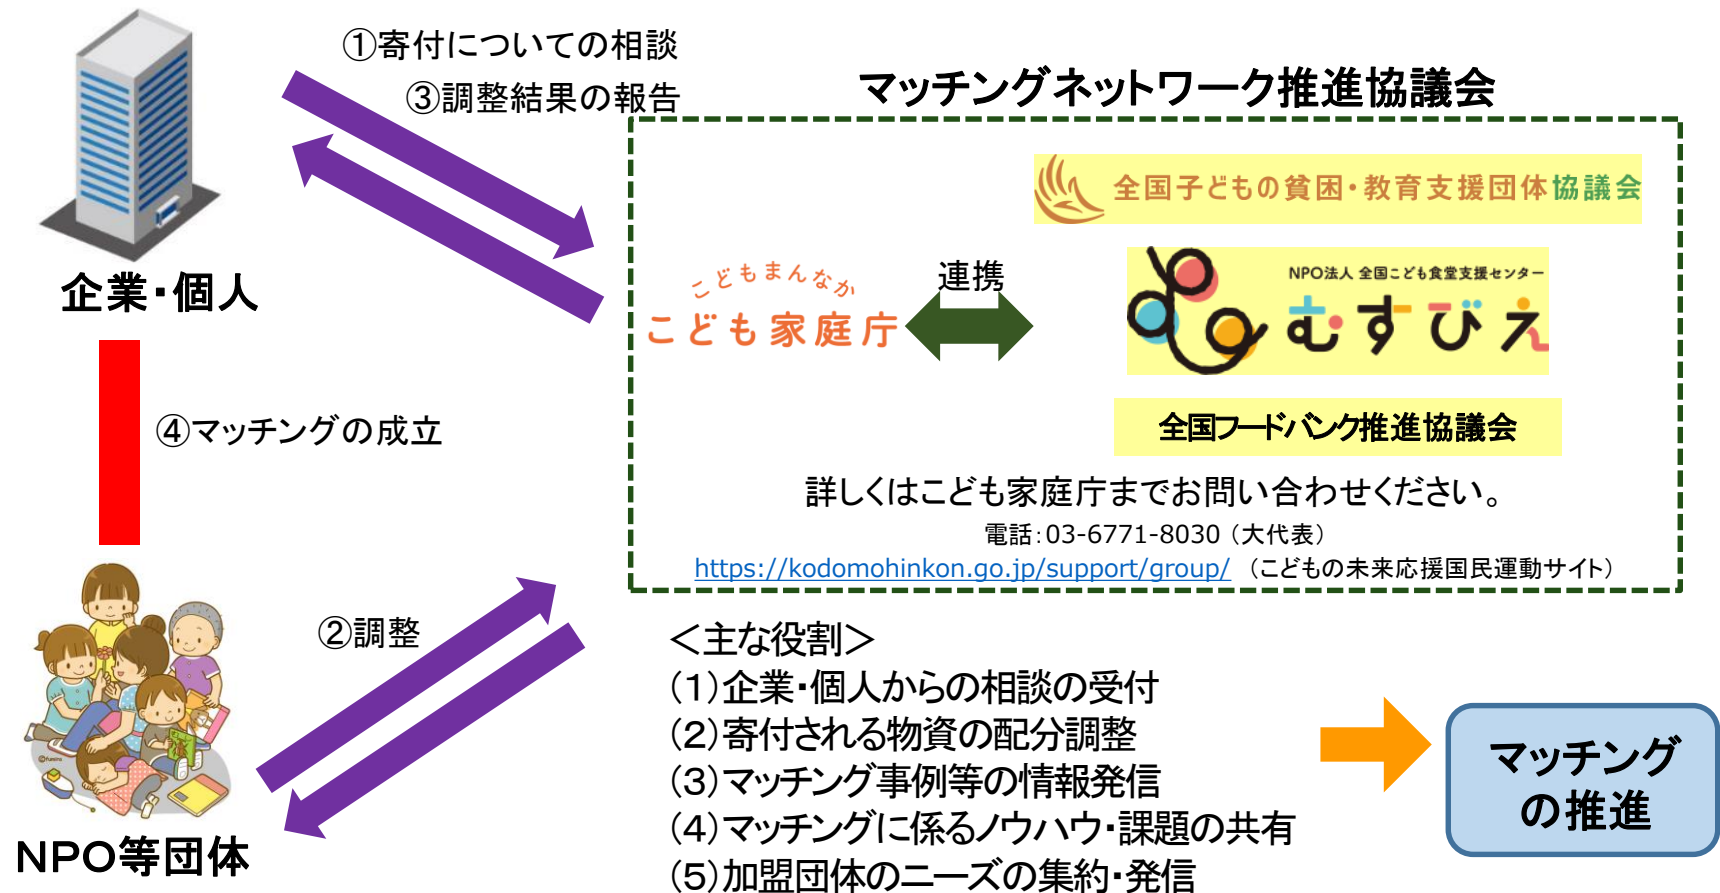 ①寄付についての相談
③調整結果の報告
マッチングネットワーク推進協議会
全国子どもの貧困・教育支援団体協議会
企業・個人
こどもまんなか
こども家庭庁
連携
NPO法人 全国こども食堂支援センター
むすびえ
④マッチングの成立
全国フードバンク推進協議会
詳しくはこども家庭庁までお問い合わせください。
電話：03-6771-8030（大代表）
https://kodomohinkon.go.jp/support/group/（こどもの未来応援国民運動サイト）
②調整
＜主な役割＞
（１）企業・個人からの相談の受付
（２）寄付される物資の配分調整
（３）マッチング事例等の情報発信
（４）マッチングに係るノウハウ・課題の共有
（５）加盟団体のニーズの集約・発信
マッチング
の推進
©fumira
ＮＰＯ等団体